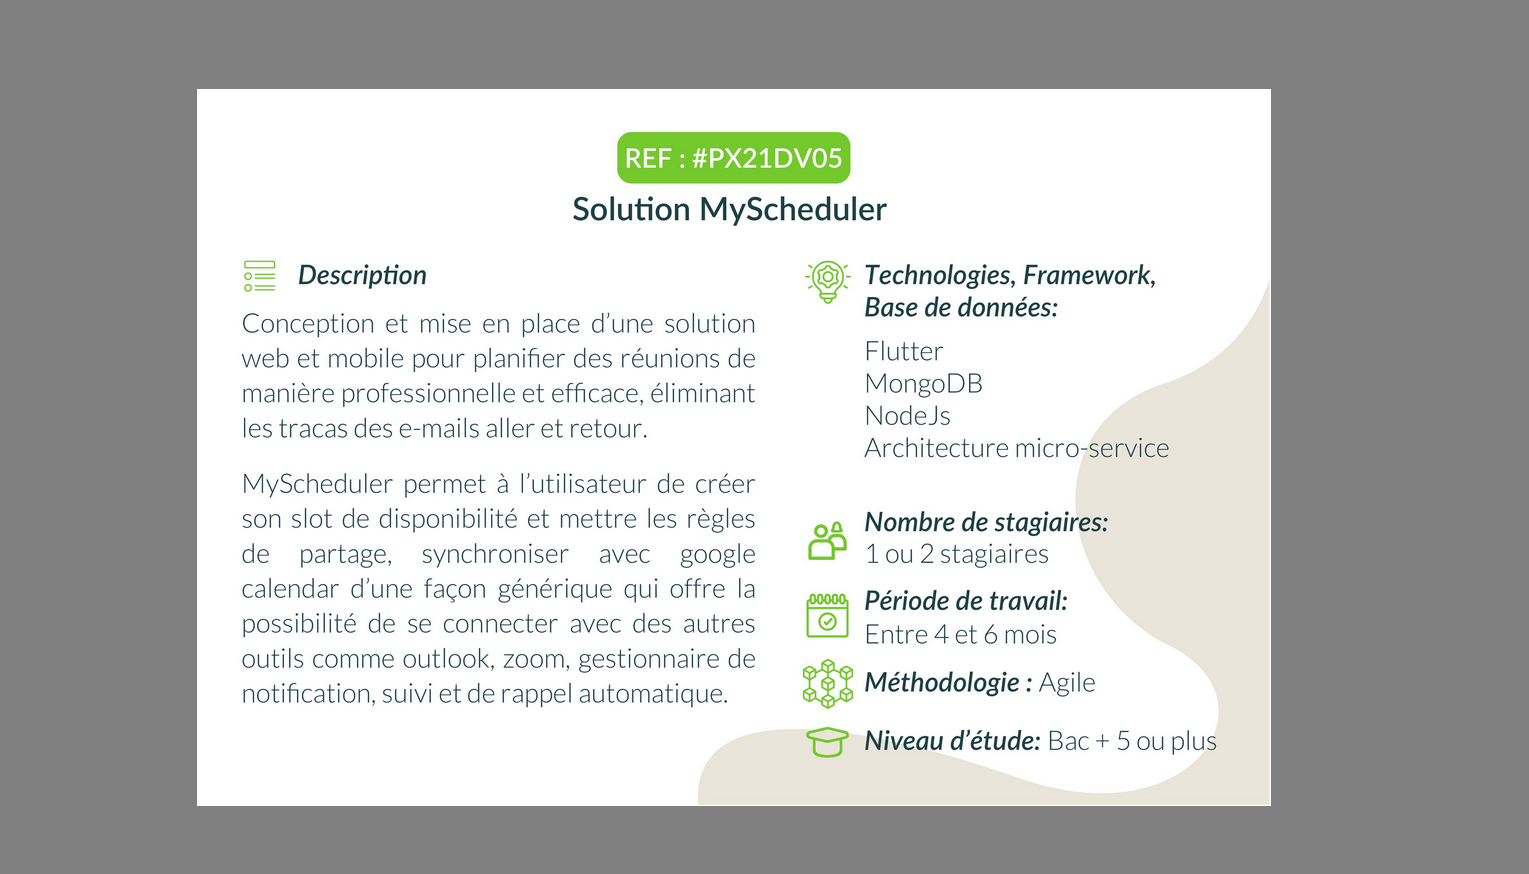 REF : #PX21DV05
Solution MyScheduler
Description
Conception et mise en place d’une solution
web et mobile pour planifier des réunions de
manière professionnelle et efficace, éliminant
les tracas des e-mails aller et retour.
MyScheduler permet à l’utilisateur de créer
son slot de disponibilité et mettre les règles
de partage, synchroniser avec google
calendar d’une façon générique qui offre la
possibilité de se connecter avec des autres
outils comme outlook, zoom, gestionnaire de
notification, suivi et de rappel automatique.
Technologies, Framework,
Base de données:
Flutter
MongoDB
NodeJs
Architecture micro-service
Nombre de stagiaires:
1 ou 2 stagiaires
Période de travail:
Entre 4 et 6 mois
Méthodologie : Agile
Niveau d’étude: Bac + 5 ou plus